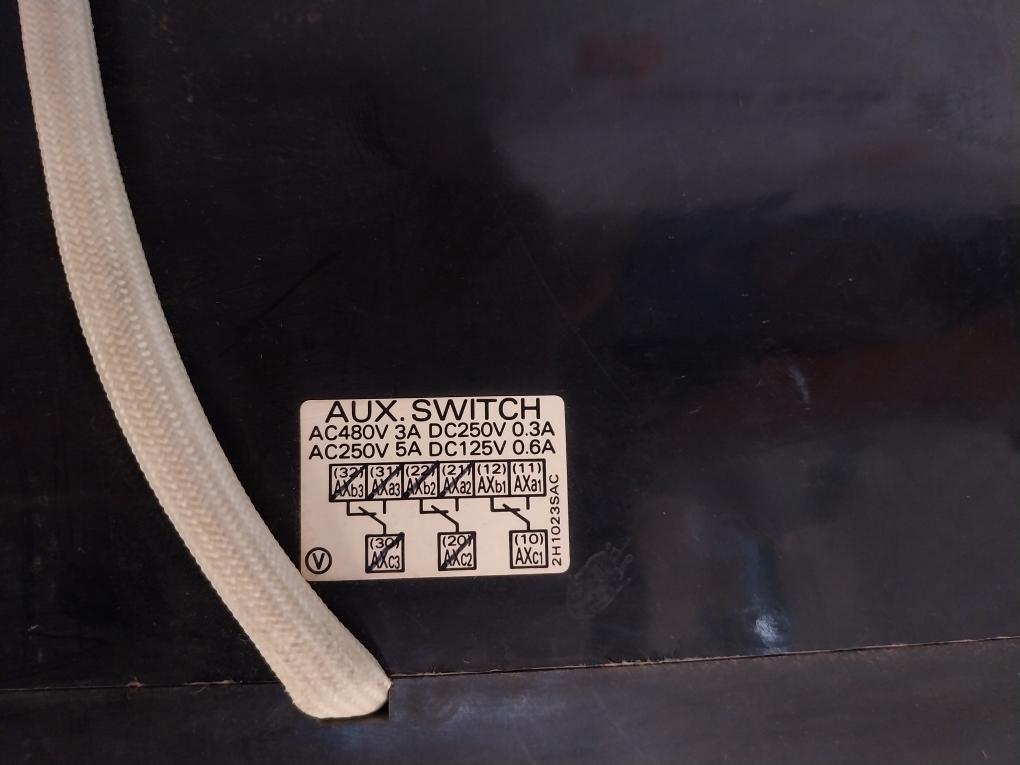 AUX. SWITCH
AC480V 3A DC250V 0.3A
AC250V 5A DC125V 0.6A
(32) (31) (22) (21) (12) (11)
AXb3 AXa3 AXb2 AXa2 AXb1 AXa1
(30) (20) (10)
AXc3 AXc2 AXc1
V
2H1023SAC